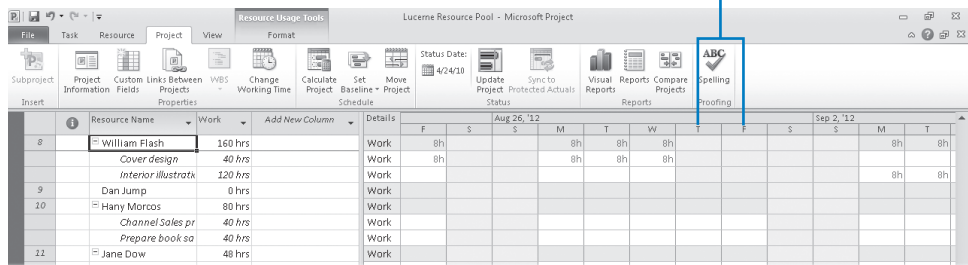 Resource Usage Tools
Lucerne Resource Pool - Microsoft Project
File Task Resource Project View Format
Subproject
Project Information
Custom Fields
Links Between Projects
WBS
Change Working Time
Calculate Project
Set Baseline
Move Project
Status Date:
4/24/10
Update Project
Sync to Protected Actuals
Visual Reports
Reports
Compare Projects
ABC
Spelling
Insert Properties Schedule Status Reports Proofing
Resource Name Work Add New Column Details Aug 26, '12 Sep 2, '12
F S S M T W T F S S M T
8 William Flash 160 hrs Work 8h 8h 8h 8h 8h 8h
Cover design 40 hrs Work 8h 8h 8h 8h
Interior illustratio 120 hrs Work 8h 8h
9 Dan Jump 0 hrs Work
10 Hany Morcos 80 hrs Work
Channel Sales pr 40 hrs Work
Prepare book sa 40 hrs Work
11 Jane Dow 48 hrs Work